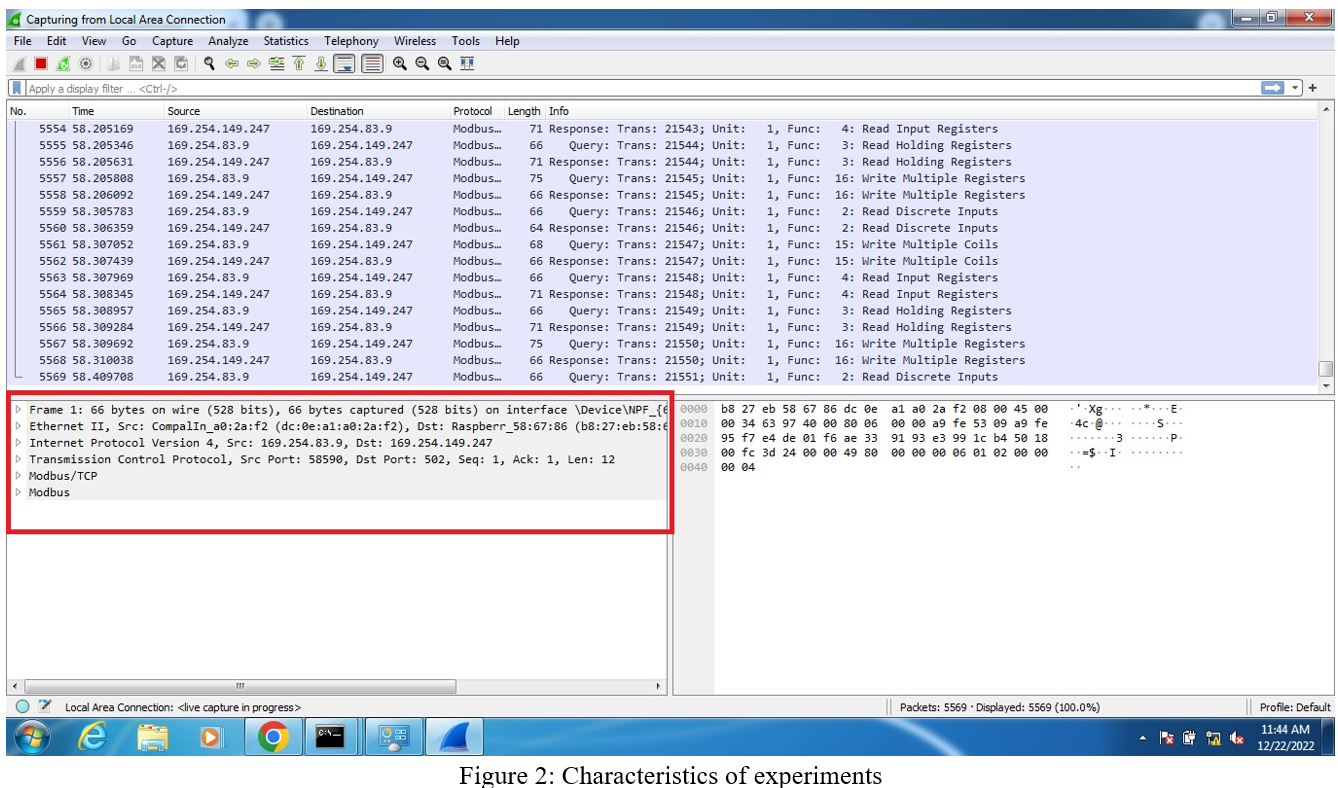 Capturing from Local Area Connection
File Edit View Go Capture Analyze Statistics Telephony Wireless Tools Help
Apply a display filter ... <Ctrl-/>
No. Time Source Destination Protocol Length Info
5554 58.205169 169.254.149.247 169.254.83.9 Modbus… 71 Response: Trans: 21543; Unit: 1, Func: 4: Read Input Registers
5555 58.205346 169.254.83.9 169.254.149.247 Modbus… 66 Query: Trans: 21544; Unit: 1, Func: 3: Read Holding Registers
5556 58.205631 169.254.149.247 169.254.83.9 Modbus… 71 Response: Trans: 21544; Unit: 1, Func: 3: Read Holding Registers
5557 58.205808 169.254.83.9 169.254.149.247 Modbus… 75 Query: Trans: 21545; Unit: 1, Func: 16: Write Multiple Registers
5558 58.206092 169.254.149.247 169.254.83.9 Modbus… 66 Response: Trans: 21545; Unit: 1, Func: 16: Write Multiple Registers
5559 58.305783 169.254.83.9 169.254.149.247 Modbus… 66 Query: Trans: 21546; Unit: 1, Func: 2: Read Discrete Inputs
5560 58.306359 169.254.149.247 169.254.83.9 Modbus… 64 Response: Trans: 21546; Unit: 1, Func: 2: Read Discrete Inputs
5561 58.307052 169.254.83.9 169.254.149.247 Modbus… 68 Query: Trans: 21547; Unit: 1, Func: 15: Write Multiple Coils
5562 58.307439 169.254.149.247 169.254.83.9 Modbus… 66 Response: Trans: 21547; Unit: 1, Func: 15: Write Multiple Coils
5563 58.307969 169.254.83.9 169.254.149.247 Modbus… 66 Query: Trans: 21548; Unit: 1, Func: 4: Read Input Registers
5564 58.308345 169.254.149.247 169.254.83.9 Modbus… 71 Response: Trans: 21548; Unit: 1, Func: 4: Read Input Registers
5565 58.308957 169.254.83.9 169.254.149.247 Modbus… 66 Query: Trans: 21549; Unit: 1, Func: 3: Read Holding Registers
5566 58.309284 169.254.149.247 169.254.83.9 Modbus… 71 Response: Trans: 21549; Unit: 1, Func: 3: Read Holding Registers
5567 58.309692 169.254.83.9 169.254.149.247 Modbus… 75 Query: Trans: 21550; Unit: 1, Func: 16: Write Multiple Registers
5568 58.310038 169.254.149.247 169.254.83.9 Modbus… 66 Response: Trans: 21550; Unit: 1, Func: 16: Write Multiple Registers
5569 58.409708 169.254.83.9 169.254.149.247 Modbus… 66 Query: Trans: 21551; Unit: 1, Func: 2: Read Discrete Inputs
Frame 1: 66 bytes on wire (528 bits), 66 bytes captured (528 bits) on interface \Device\NPF_{6
Ethernet II, Src: CompalIn_a0:2a:f2 (dc:0e:a1:a0:2a:f2), Dst: Raspberr_58:67:86 (b8:27:eb:58:6
Internet Protocol Version 4, Src: 169.254.83.9, Dst: 169.254.149.247
Transmission Control Protocol, Src Port: 58590, Dst Port: 502, Seq: 1, Ack: 1, Len: 12
Modbus/TCP
Modbus
0000 b8 27 eb 58 67 86 dc 0e a1 a0 2a f2 08 00 45 00 ·'·Xg··· ··*···E·
0010 00 34 63 97 40 00 80 06 00 00 a9 fe 53 09 a9 fe ·4c·@··· ····S···
0020 95 f7 e4 de 01 f6 ae 33 91 93 e3 99 1c b4 50 18 ·······3 ······P·
0030 00 fc 3d 24 00 00 49 80 00 00 00 06 01 02 00 00 ··=$··I· ········
0040 00 04 ··
Local Area Connection: <live capture in progress> Packets: 5569 · Displayed: 5569 (100.0%) Profile: Default
11:44 AM
12/22/2022
Figure 2: Characteristics of experiments